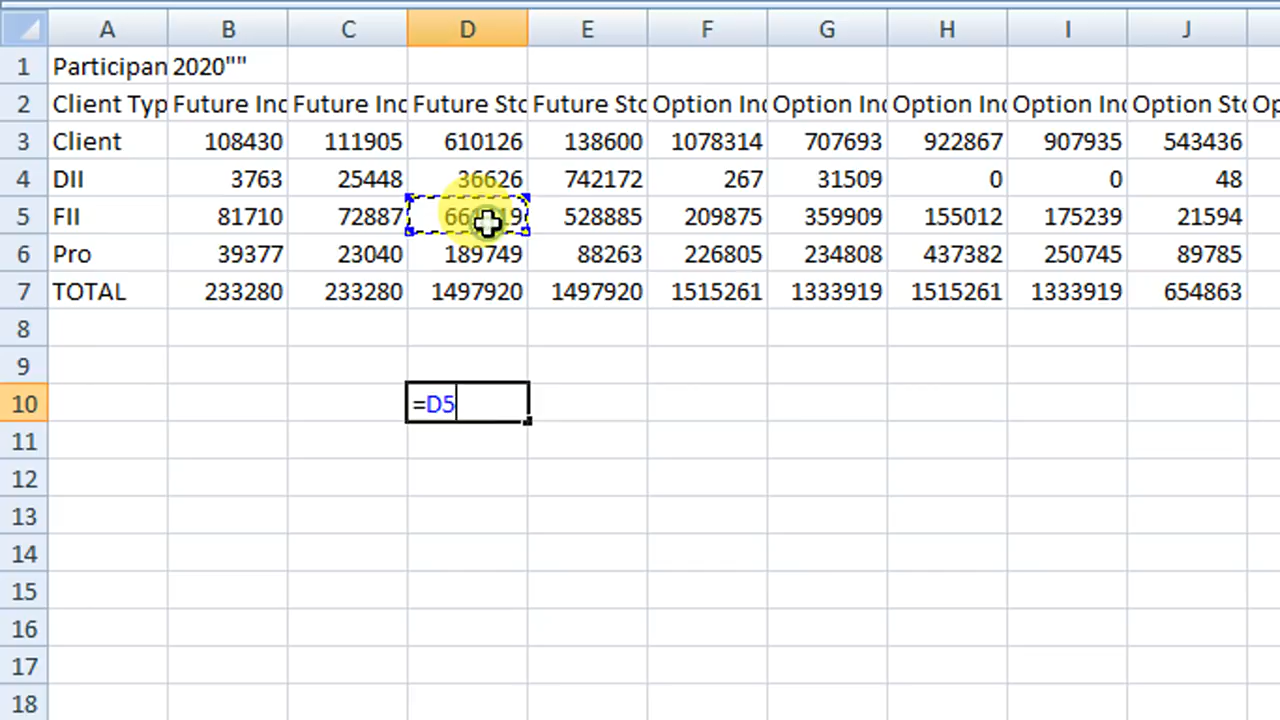 A B C D E F G H I J
1 Participan 2020""
2 Client Typ Future Inc Future Inc Future Sto Future Sto Option Inc Option Inc Option Inc Option Inc Option Sto Op
3 Client 108430 111905 610126 138600 1078314 707693 922867 907935 543436
4 DII 3763 25448 36626 742172 267 31509 0 0 48
5 FII 81710 72887 528885 209875 359909 155012 175239 21594
6 Pro 39377 23040 189749 88263 226805 234808 437382 250745 89785
7 TOTAL 233280 233280 1497920 1497920 1515261 1333919 1515261 1333919 654863
8
9
10 =D5
11
12
13
14
15
16
17
18